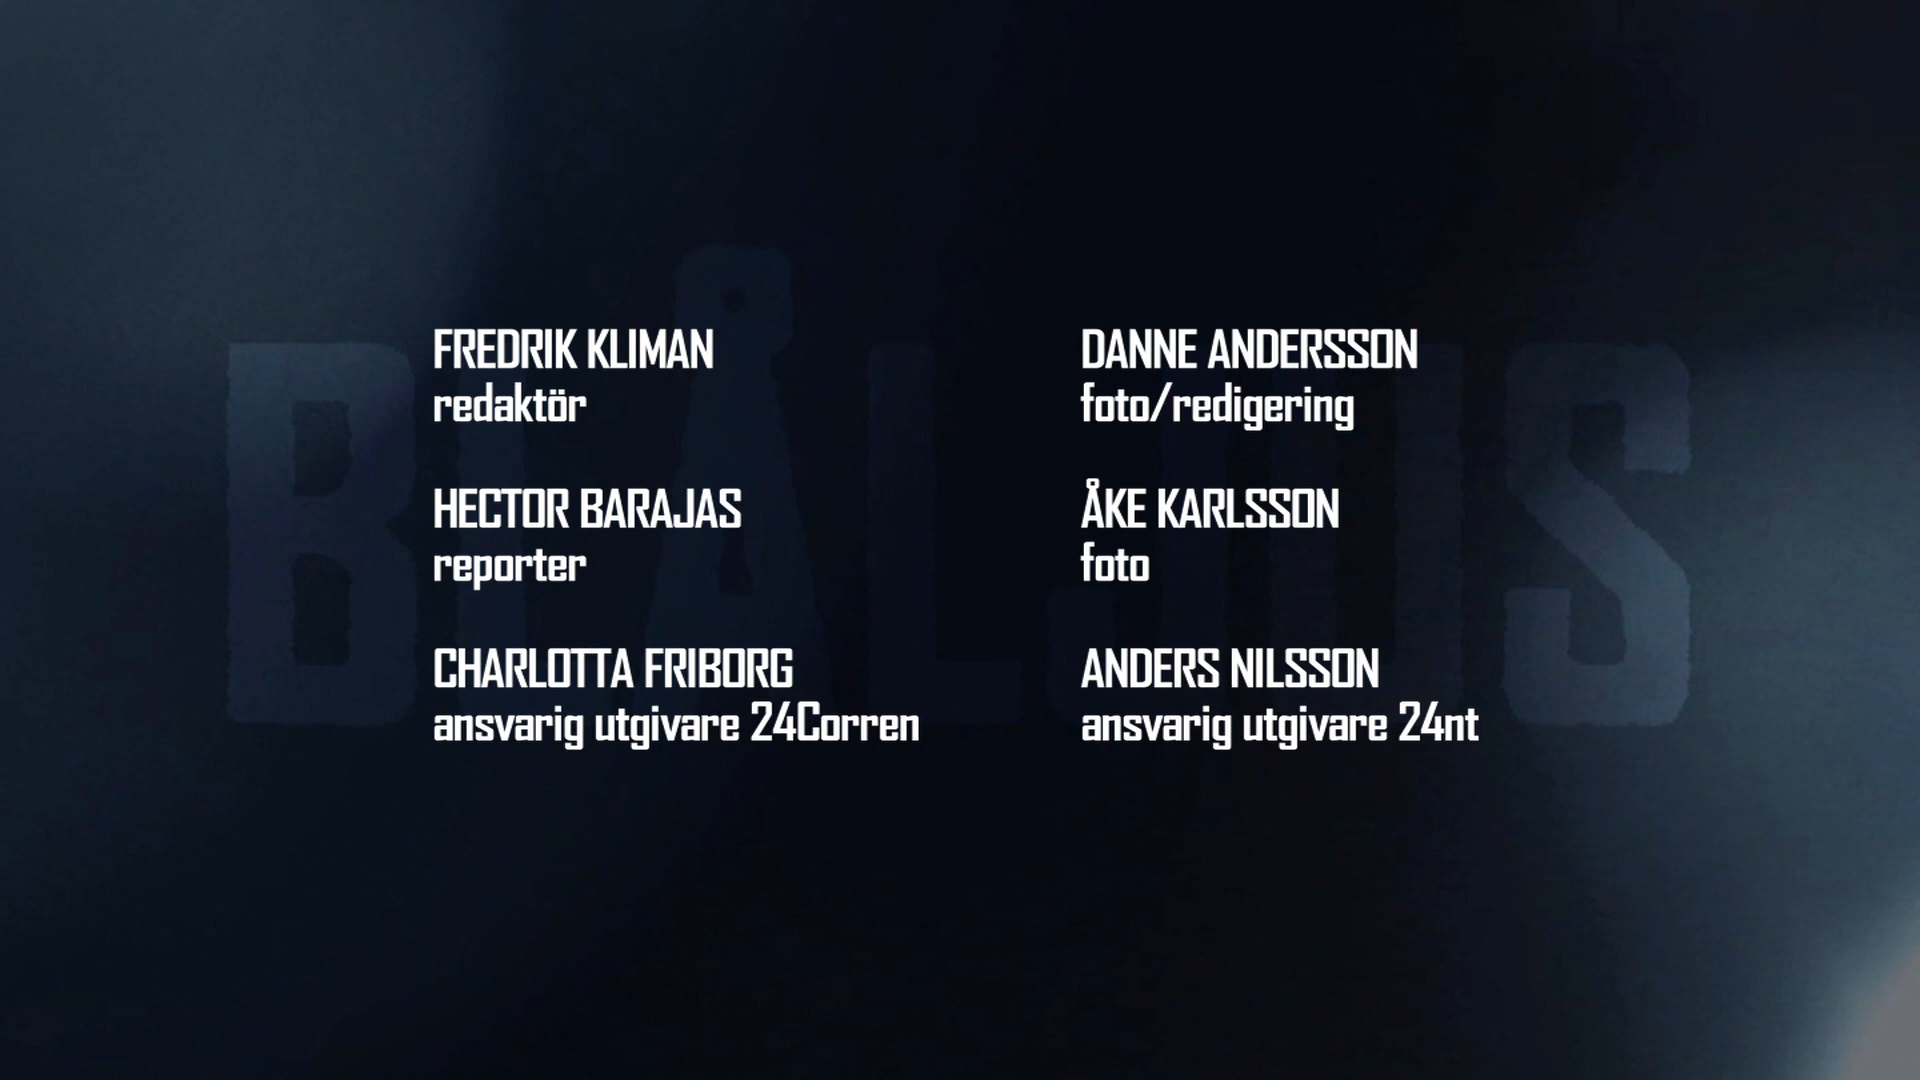 BLÅLJUS
FREDRIK KLIMAN
redaktör
HECTOR BARAJAS
reporter
CHARLOTTA FRIBORG
ansvarig utgivare 24Corren
DANNE ANDERSSON
foto/redigering
ÅKE KARLSSON
foto
ANDERS NILSSON
ansvarig utgivare 24nt